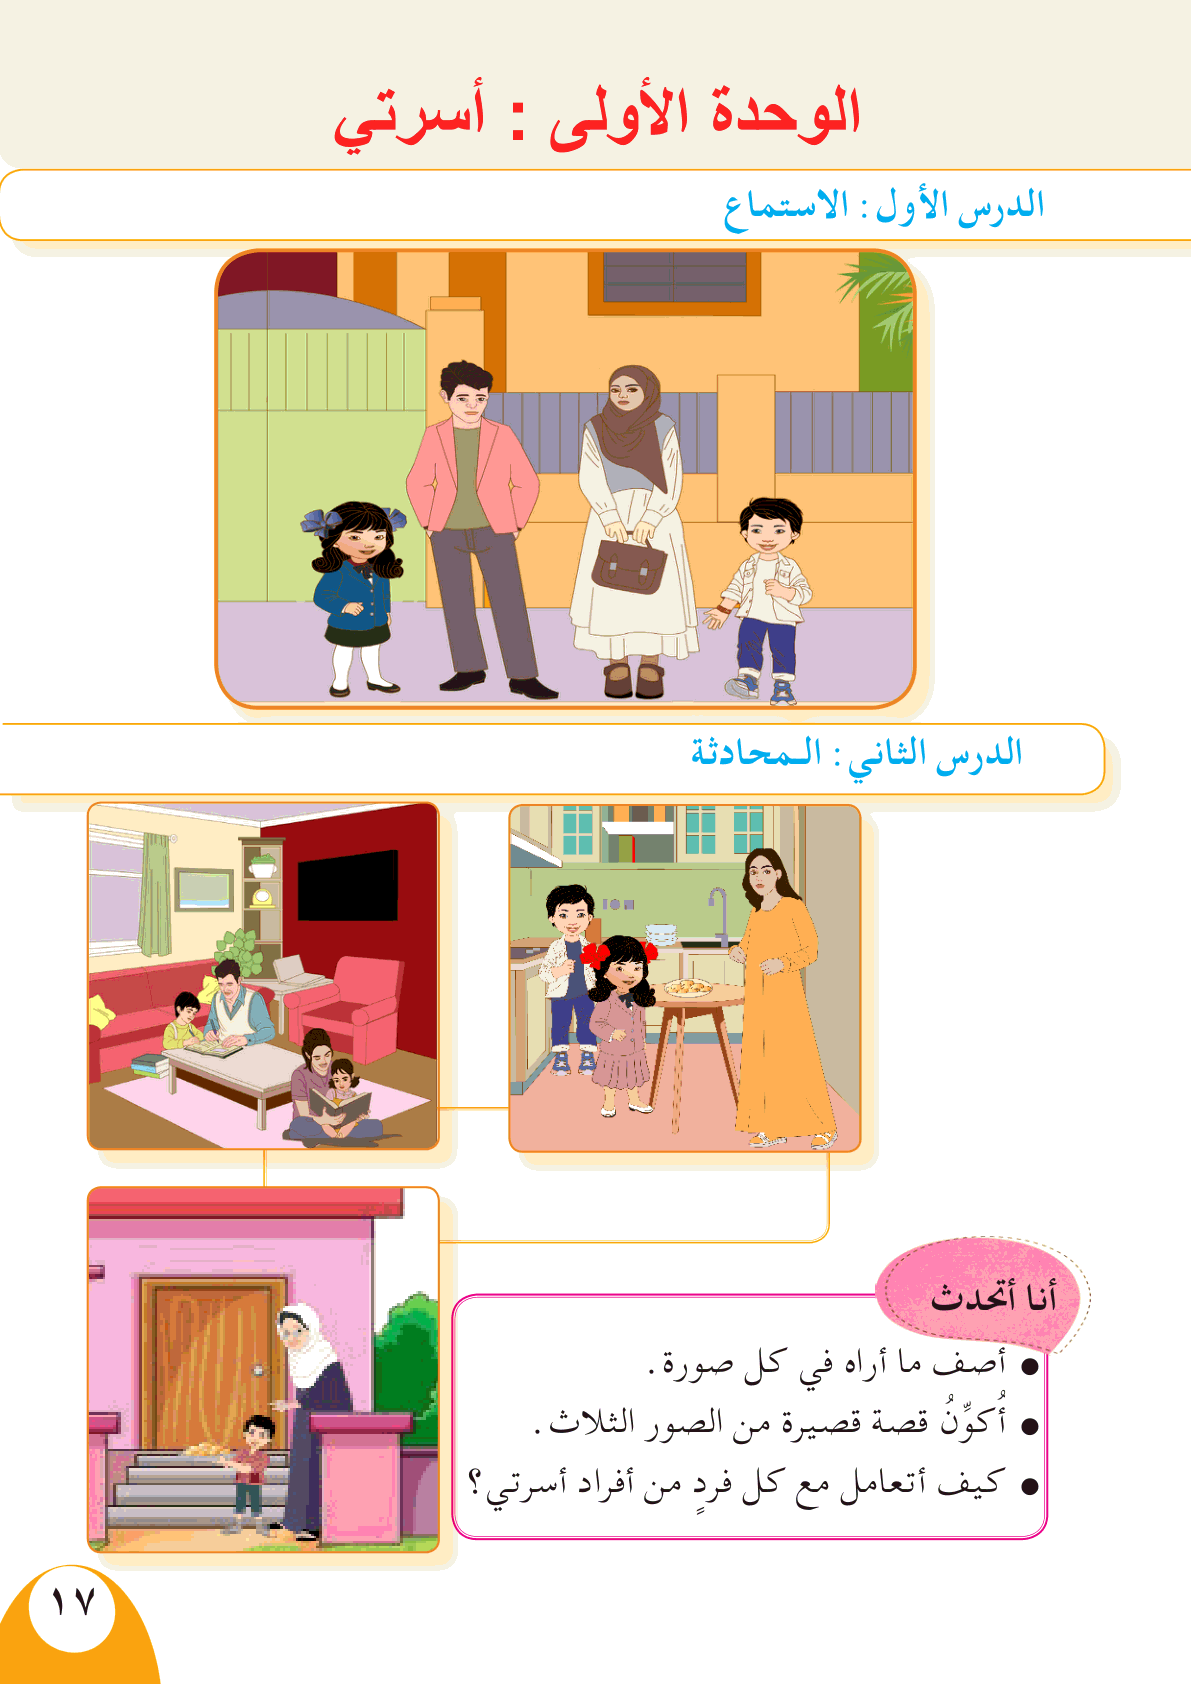 الوحدة الأولى : أسرتي
الدرس الأول : الاستماع
الدرس الثاني : المحادثة
أنا أتحدث
● أصف ما أراه في كل صورة .
● أُكوِّنُ قصة قصيرة من الصور الثلاث .
● كيف أتعامل مع كل فردٍ من أفراد أسرتي ؟
١٧